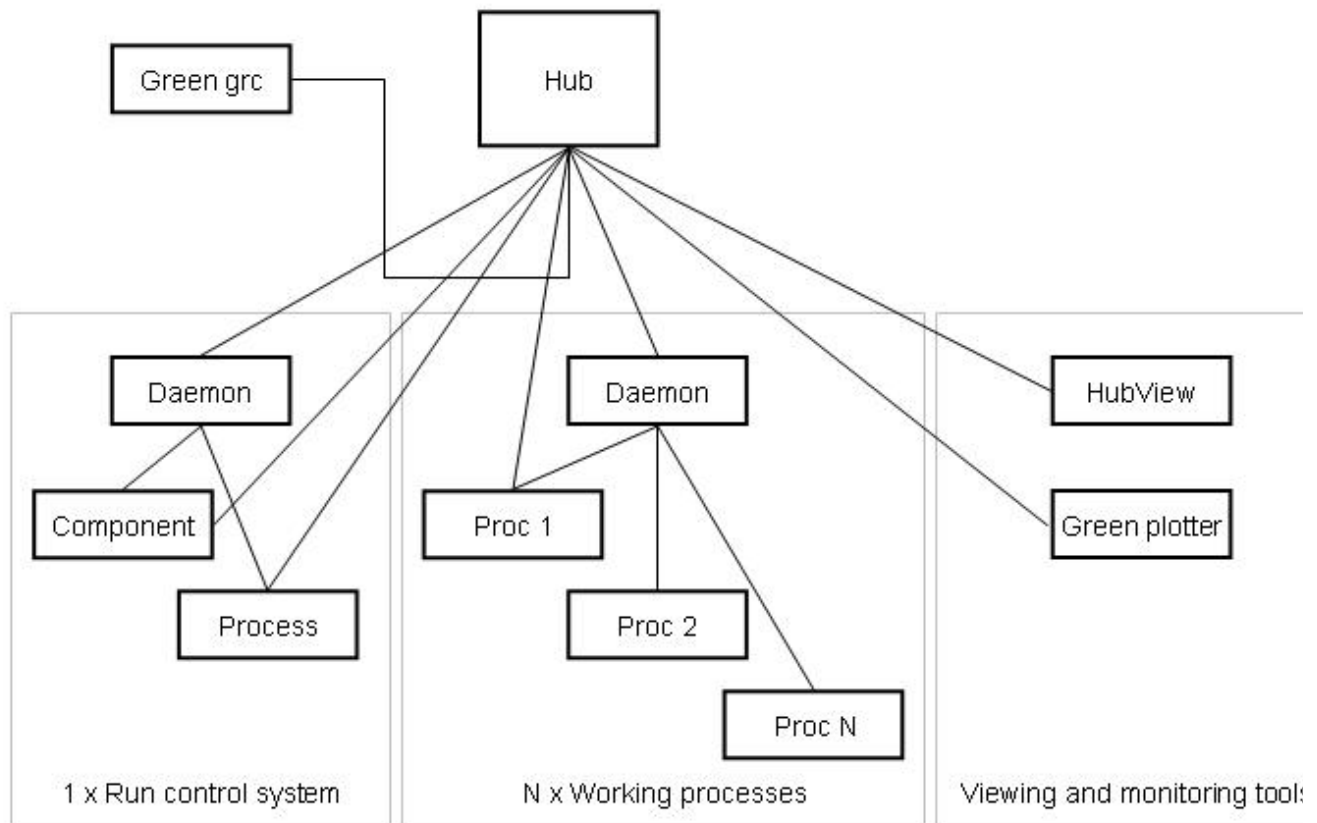 Green grc
Hub
Daemon
Daemon
HubView
Component
Proc 1
Green plotter
Process
Proc 2
Proc N
1 x Run control system
N x Working processes
Viewing and monitoring tools